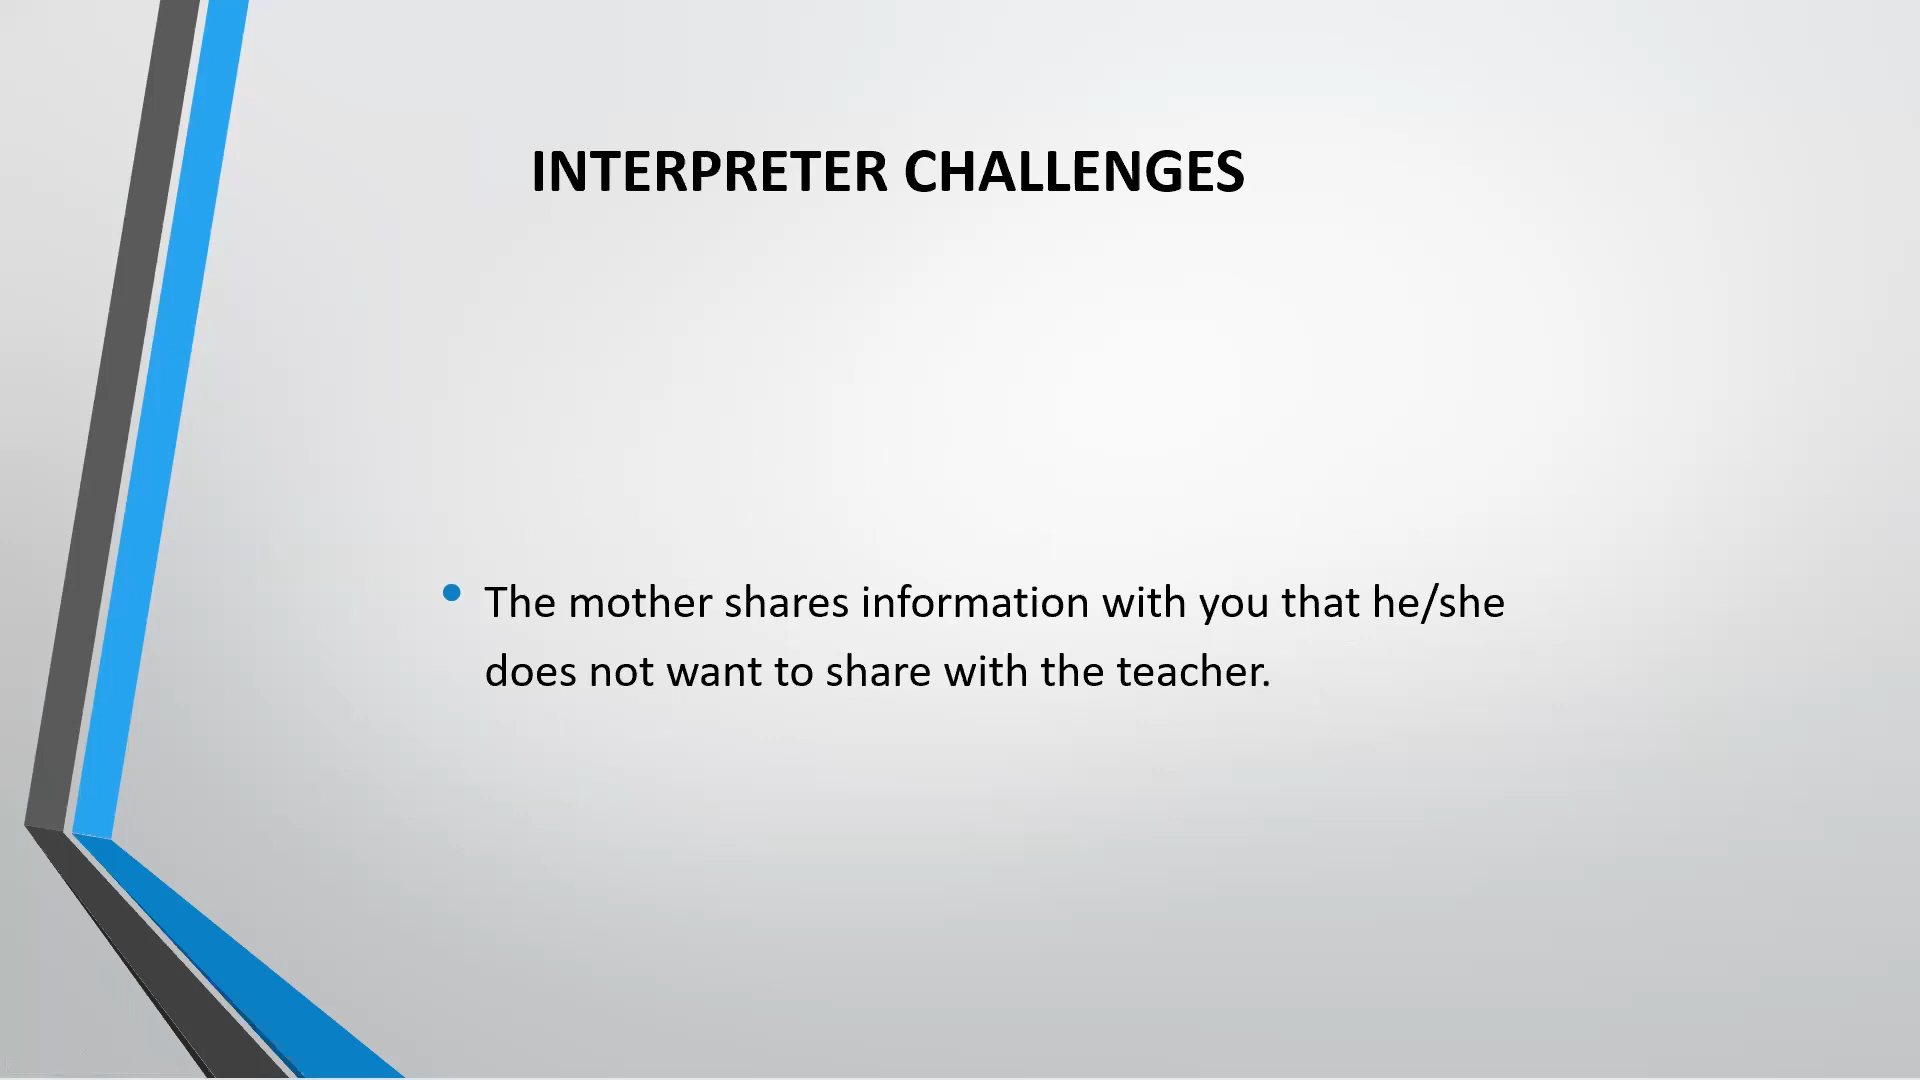 INTERPRETER CHALLENGES
• The mother shares information with you that he/she
does not want to share with the teacher.